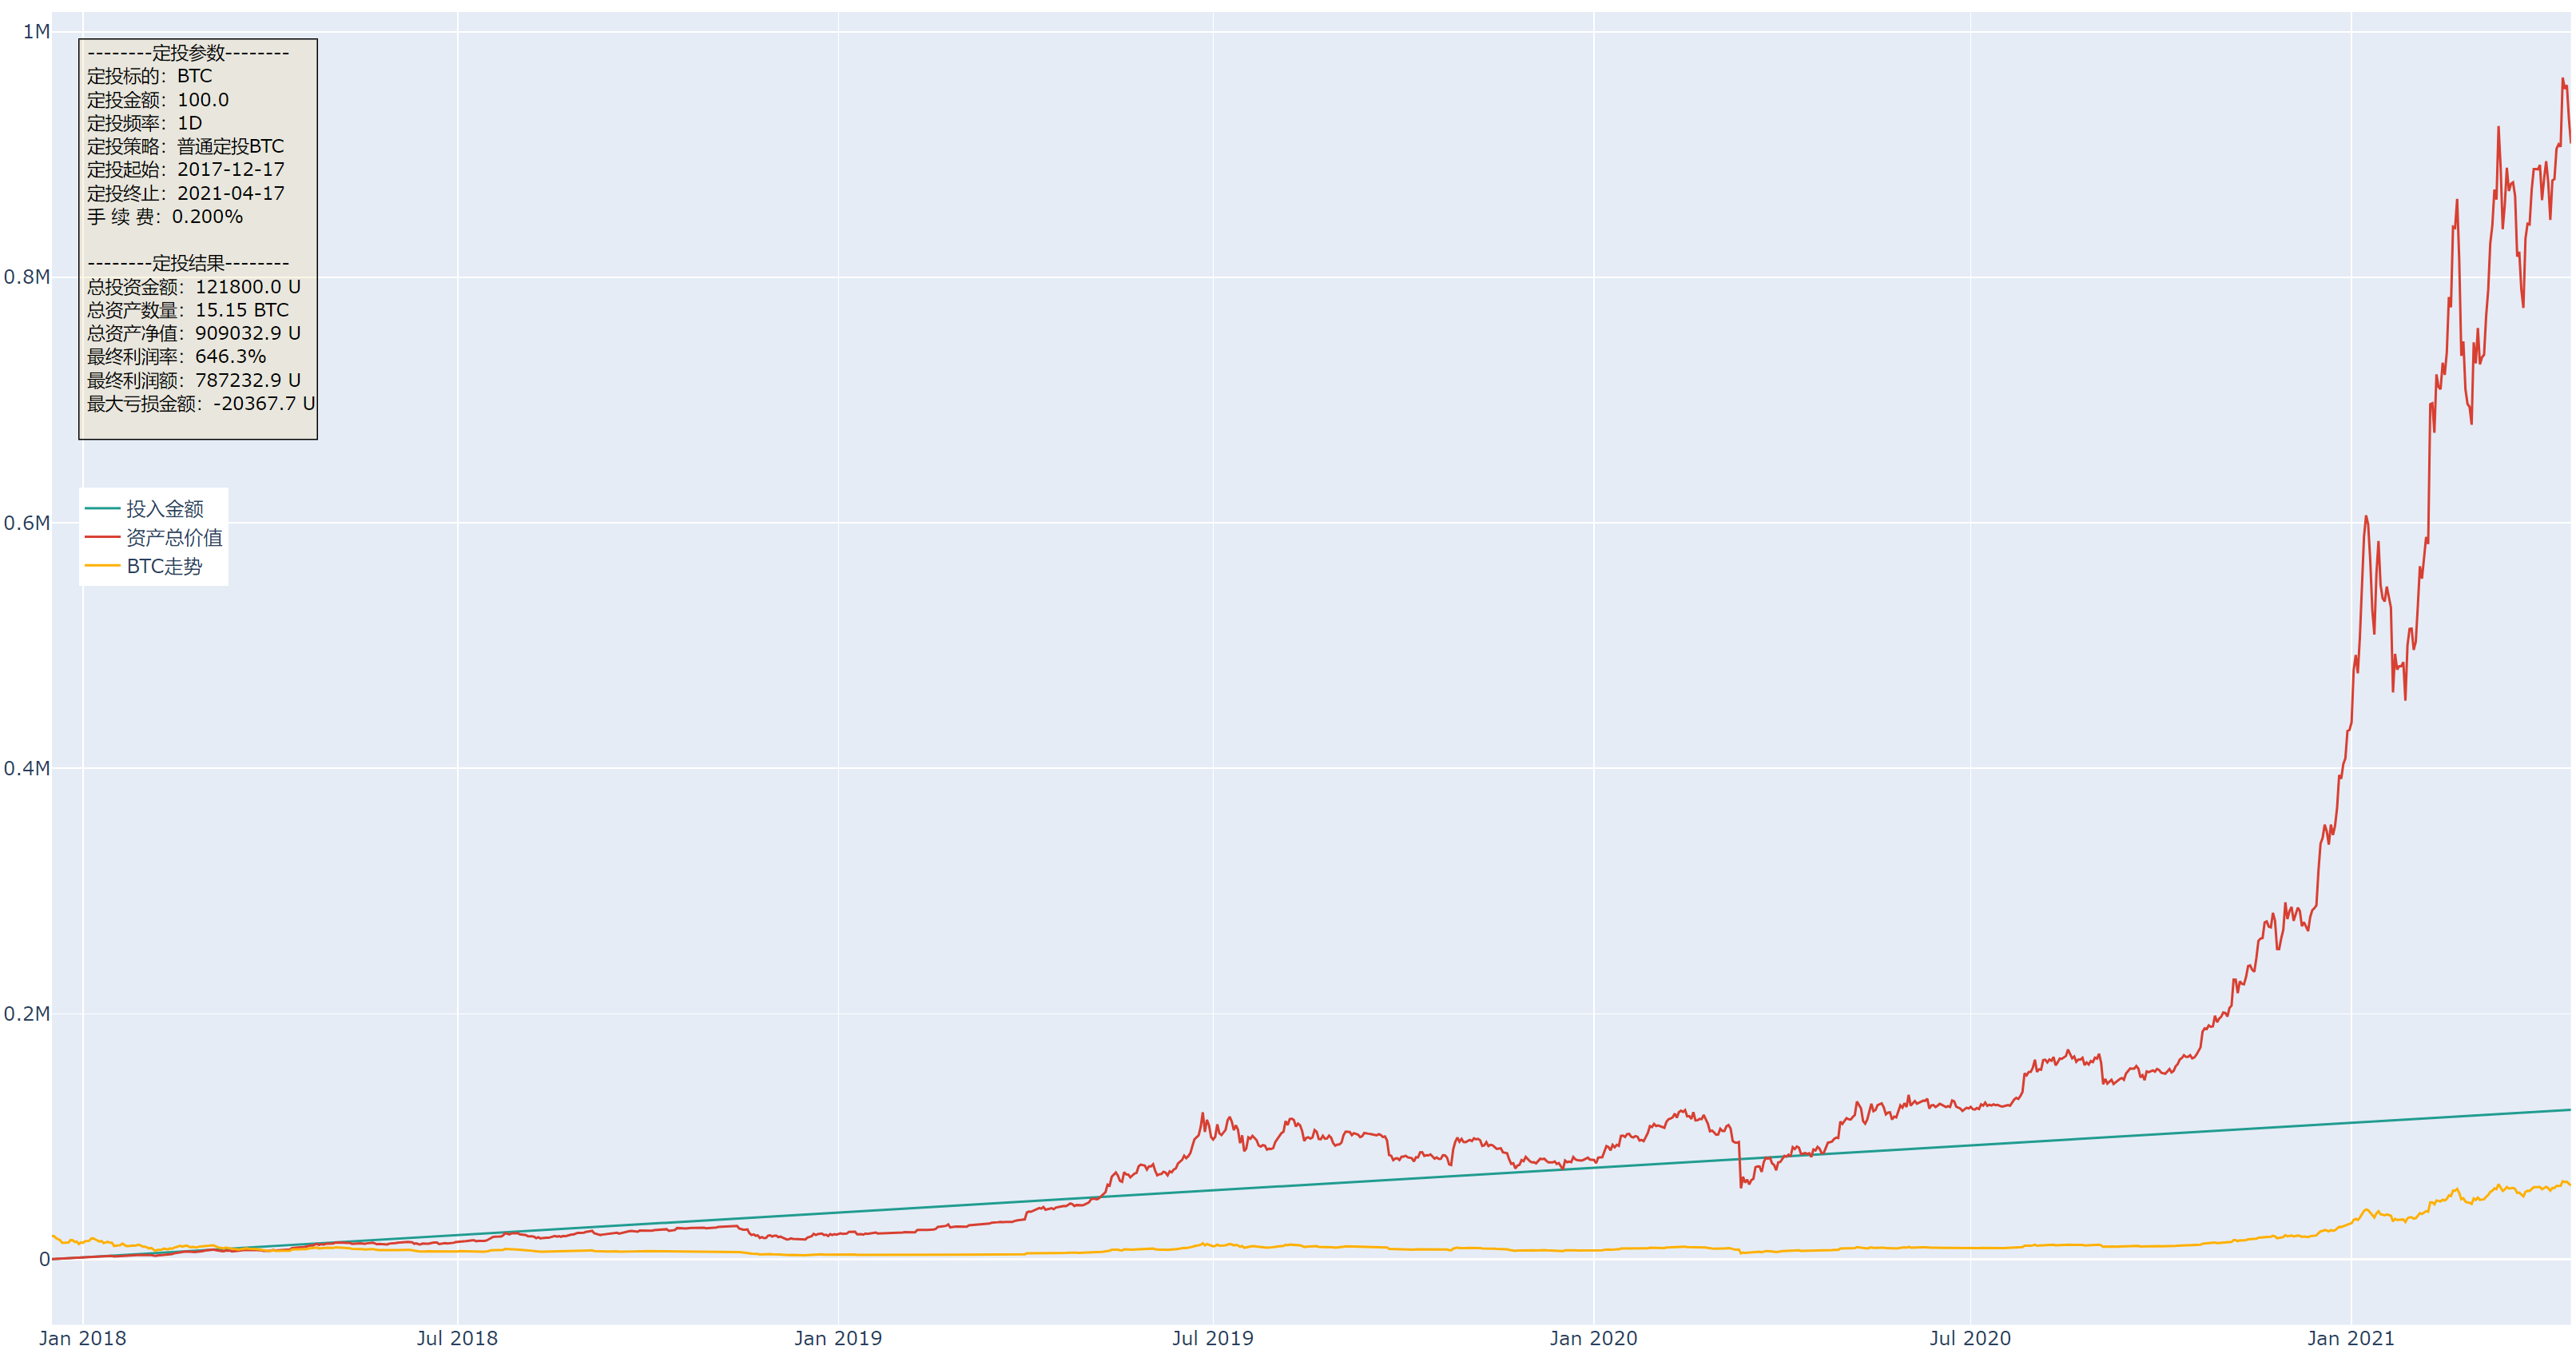 1M
0.8M
0.6M
0.4M
0.2M
0
--------定投参数--------
定投标的：BTC
定投金额：100.0
定投频率：1D
定投策略：普通定投BTC
定投起始：2017-12-17
定投终止：2021-04-17
手 续 费：0.200%
--------定投结果--------
总投资金额：121800.0 U
总资产数量：15.15 BTC
总资产净值：909032.9 U
最终利润率：646.3%
最终利润额：787232.9 U
最大亏损金额：-20367.7 U
投入金额
资产总价值
BTC走势
Jan 2018
Jul 2018
Jan 2019
Jul 2019
Jan 2020
Jul 2020
Jan 2021